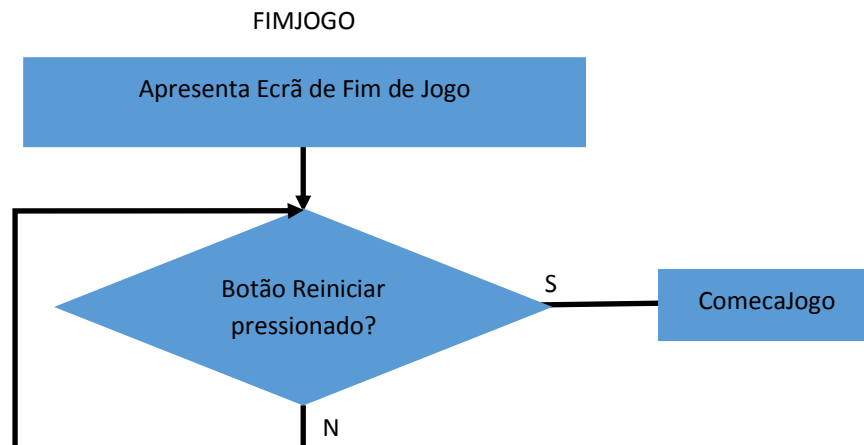 FIMJOGO
Apresenta Ecrã de Fim de Jogo
Botão Reiniciar
pressionado?
S
ComecaJogo
N